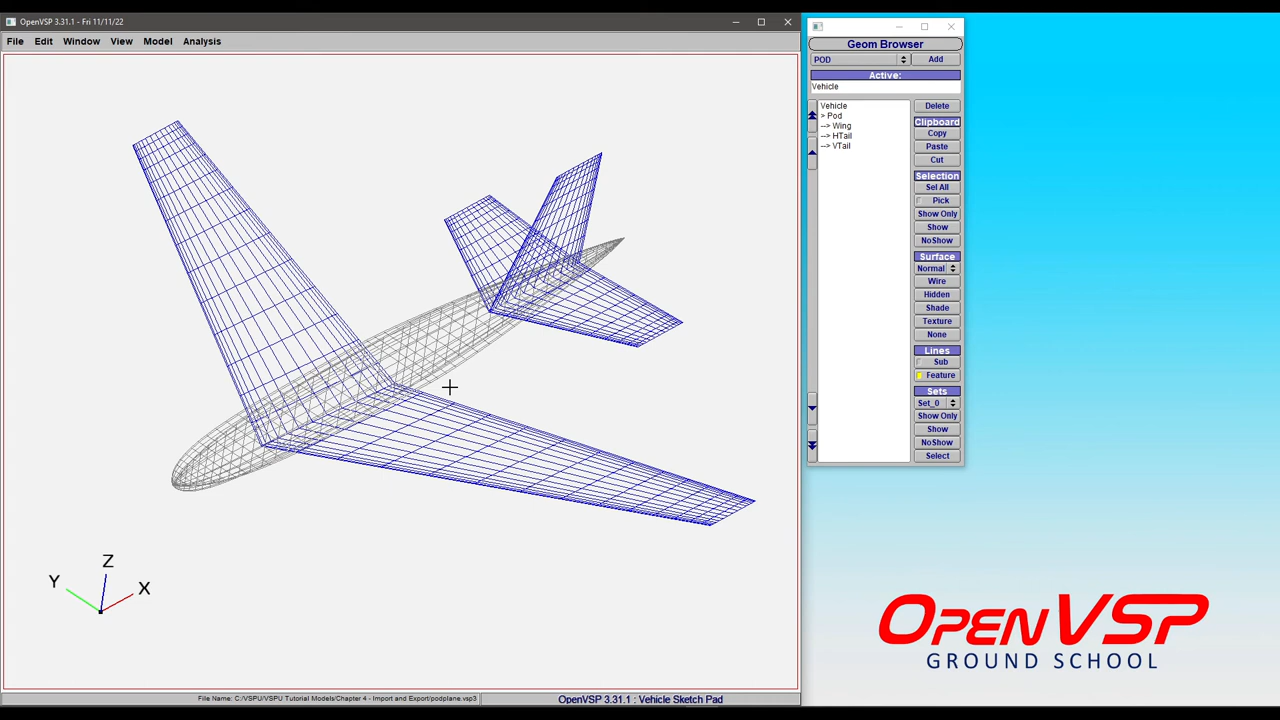 OpenVSP 3.31.1 - Fri 11/11/22
File Edit Window View Model Analysis
Z
Y
X
File Name: C:/VSPU/VSPU Tutorial Models/Chapter 4 - Import and Export/podplane.vsp3
OpenVSP 3.31.1 : Vehicle Sketch Pad
Geom Browser
POD
Add
Active:
Vehicle
Vehicle
> Pod
--> Wing
--> HTail
--> VTail
Delete
Clipboard
Copy
Paste
Cut
Selection
Sel All
Pick
Show Only
Show
NoShow
Surface
Normal
Wire
Hidden
Shade
Texture
None
Lines
Sub
Feature
Sets
Set_0
Show Only
Show
NoShow
Select
OPENVSP
GROUND SCHOOL